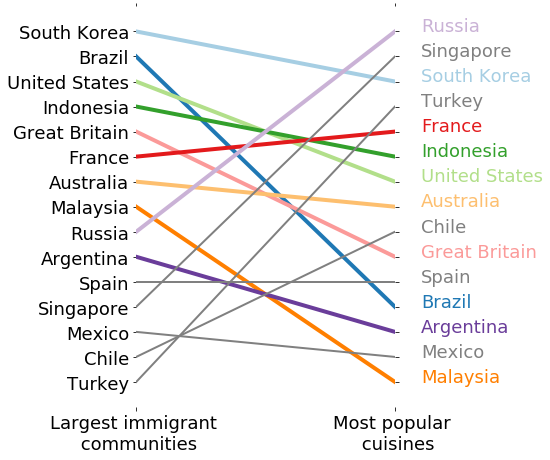 South Korea
Brazil
United States
Indonesia
Great Britain
France
Australia
Malaysia
Russia
Argentina
Spain
Singapore
Mexico
Chile
Turkey
Largest immigrant
communities
Russia
Singapore
South Korea
Turkey
France
Indonesia
United States
Australia
Chile
Great Britain
Spain
Brazil
Argentina
Mexico
Malaysia
Most popular
cuisines